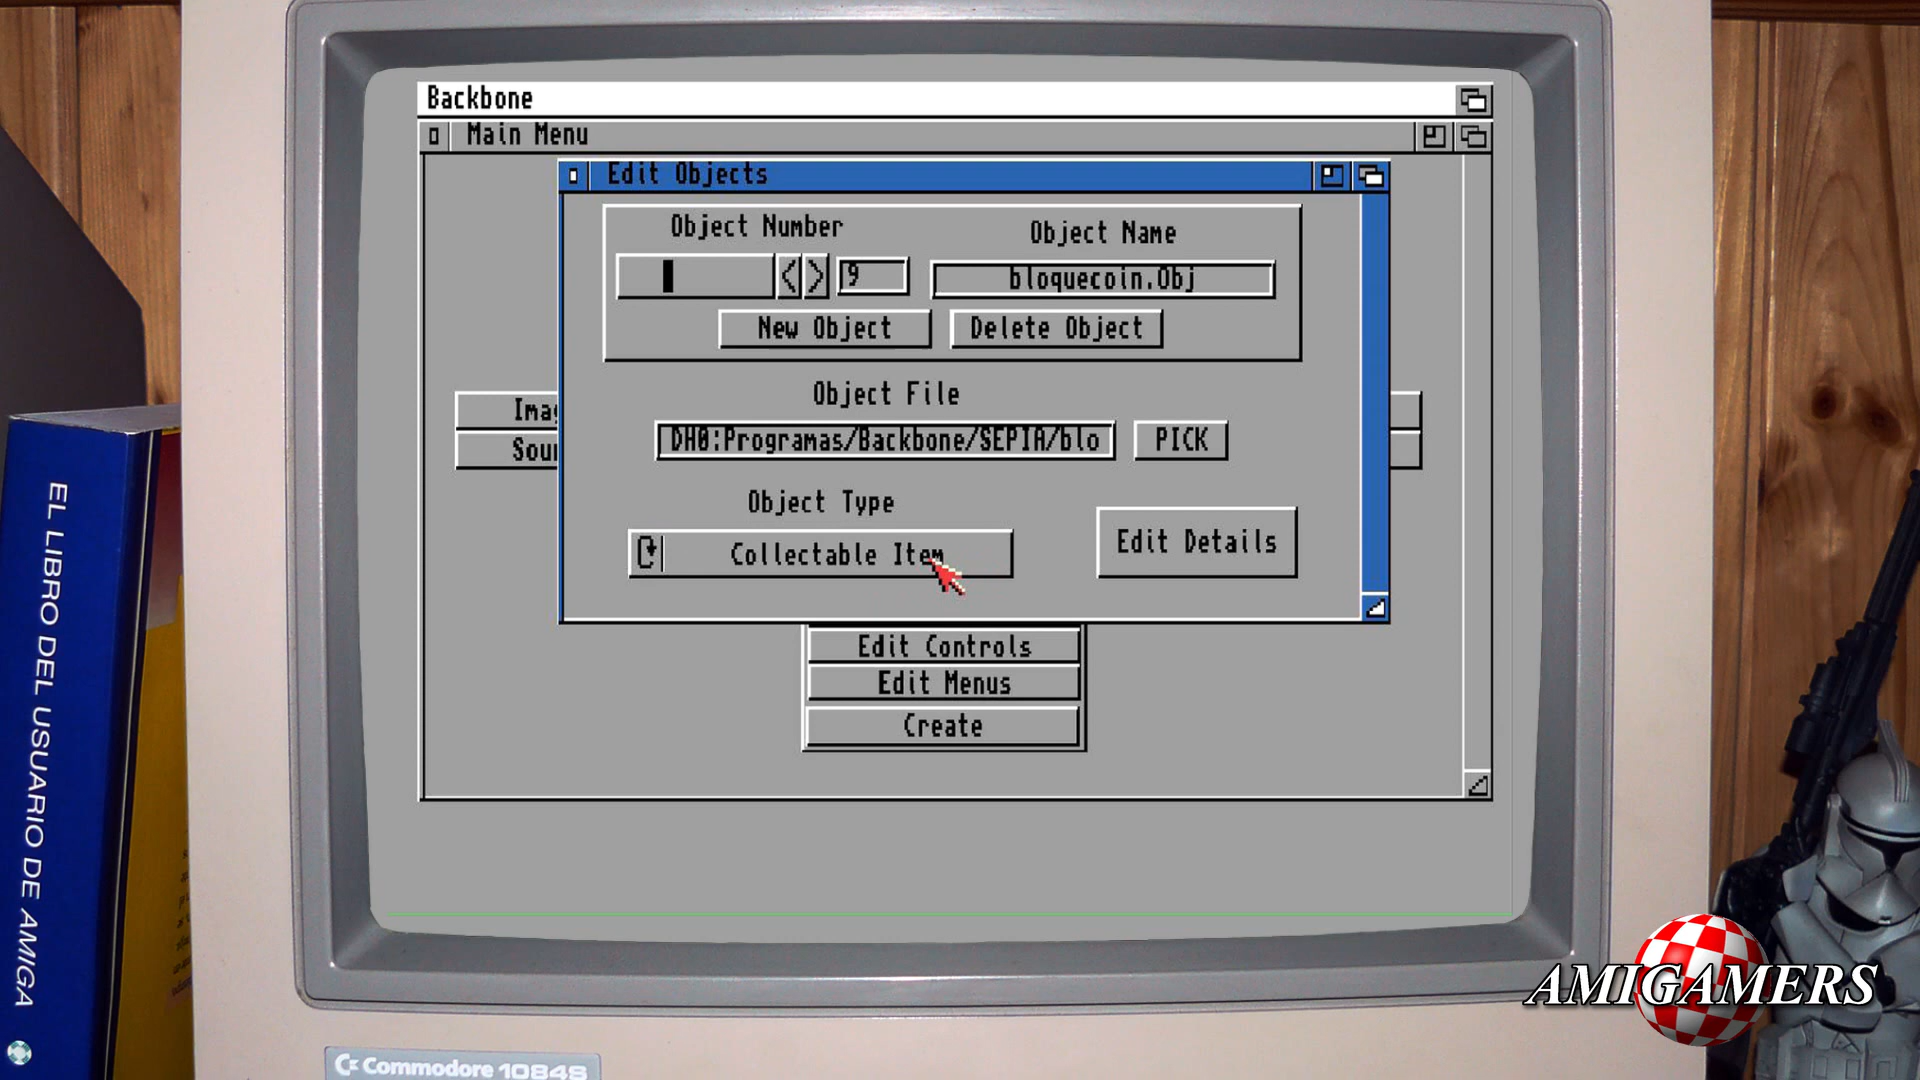 Backbone
Main Menu
Edit Objects
Object Number
Object Name
< > 9
bloquecoin.Obj
New Object
Delete Object
Object File
Imag
DH0:Programas/Backbone/SEPIA/blo
PICK
Sour
Object Type
Collectable Item
Edit Details
Edit Controls
Edit Menus
Create
EL LIBRO DEL USUARIO DE AMIGA
AMIGAMERS
Commodore 1084S